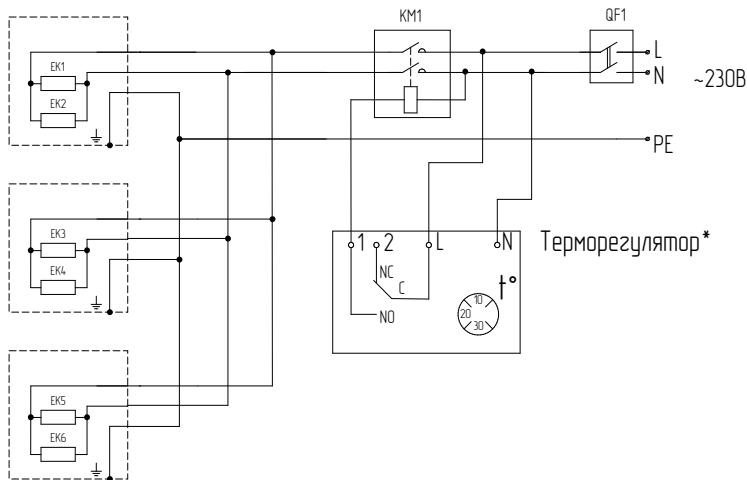 KM1
QF1
EK1
EK2
L
N
~230В
PE
EK3
EK4
1 2 L N
Терморегулятор*
NC
C
t°
NO
10
20
30
EK5
EK6